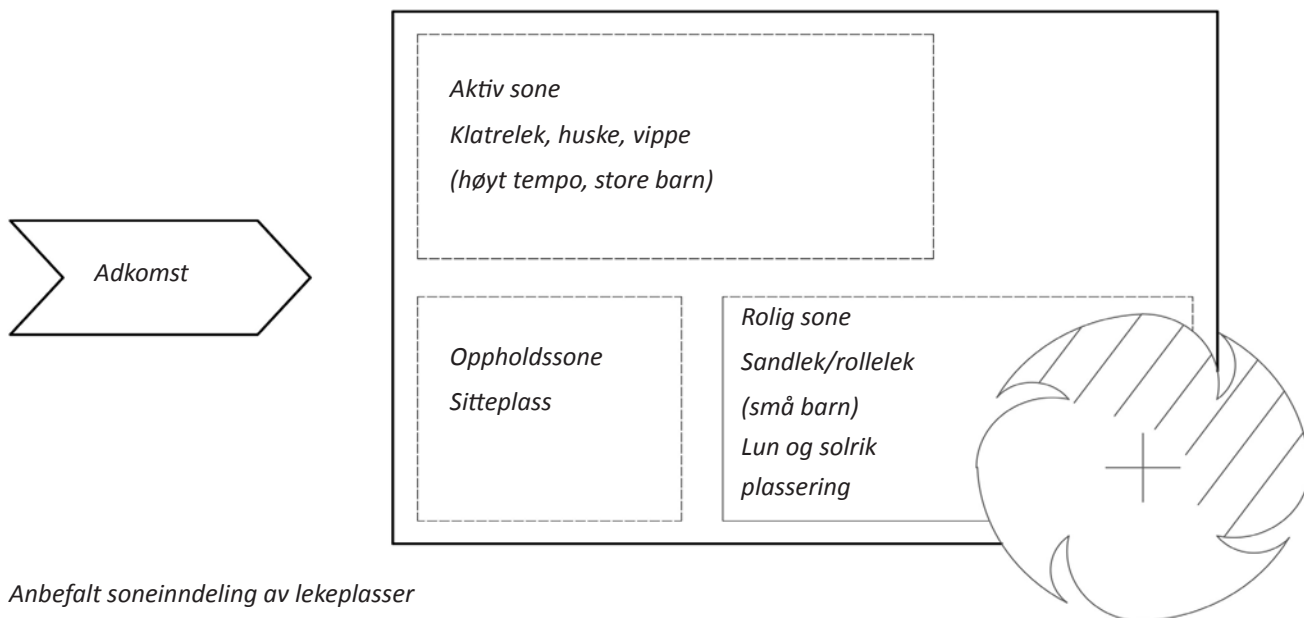 Aktiv sone
Klatrelek, huske, vippe
(høyt tempo, store barn)
Adkomst
Oppholdssone
Sitteplass
Rolig sone
Sandlek/rollelek
(små barn)
Lun og solrik
plassering
Anbefalt soneinndeling av lekeplasser